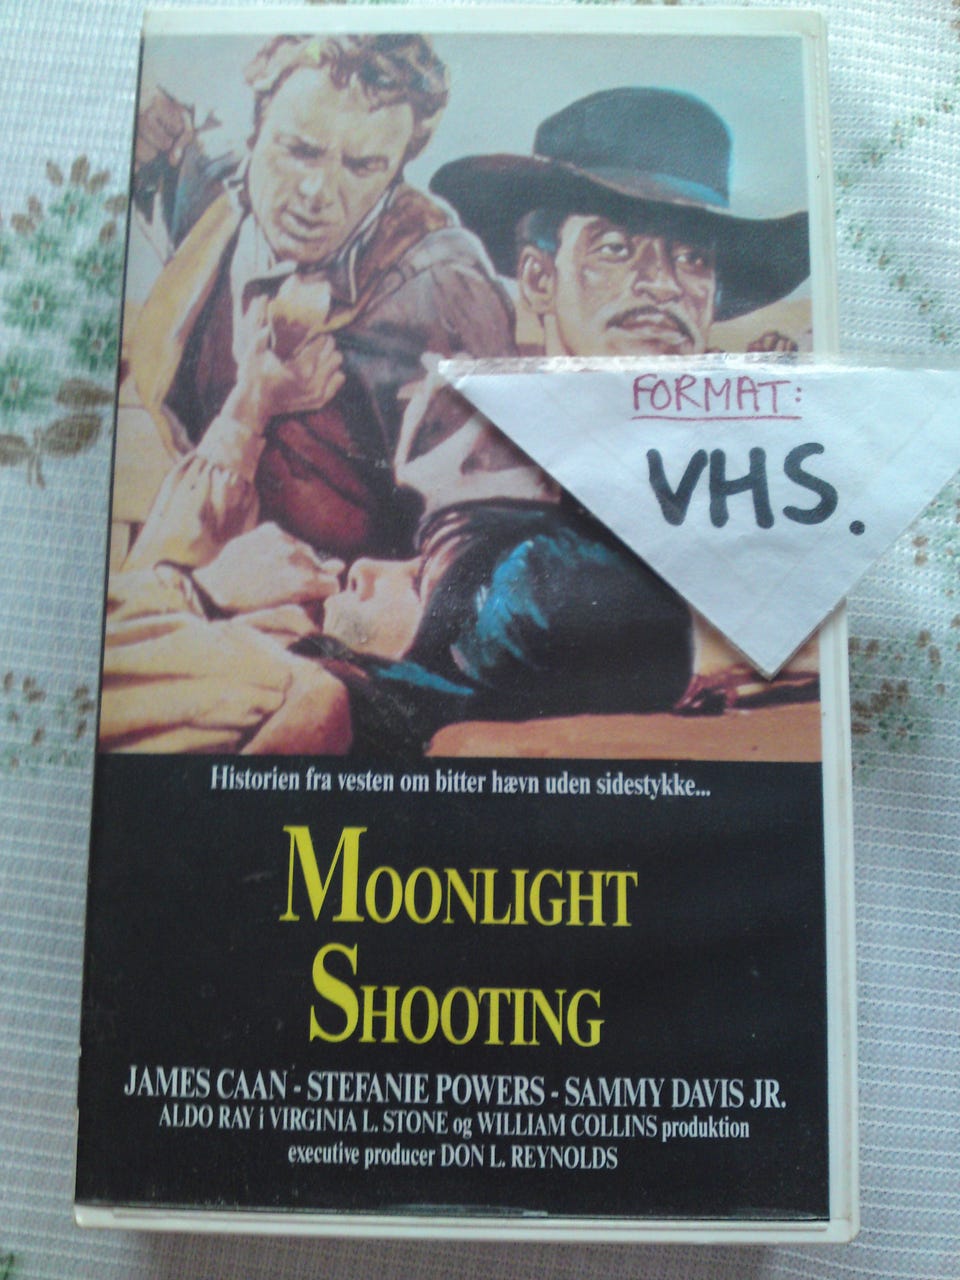 FORMAT:
VHS.
Historien fra vesten om bitter hævn uden sidestykke...
MOONLIGHT
SHOOTING
JAMES CAAN - STEFANIE POWERS - SAMMY DAVIS JR.
ALDO RAY i VIRGINIA L. STONE og WILLIAM COLLINS produktion
executive producer DON L. REYNOLDS